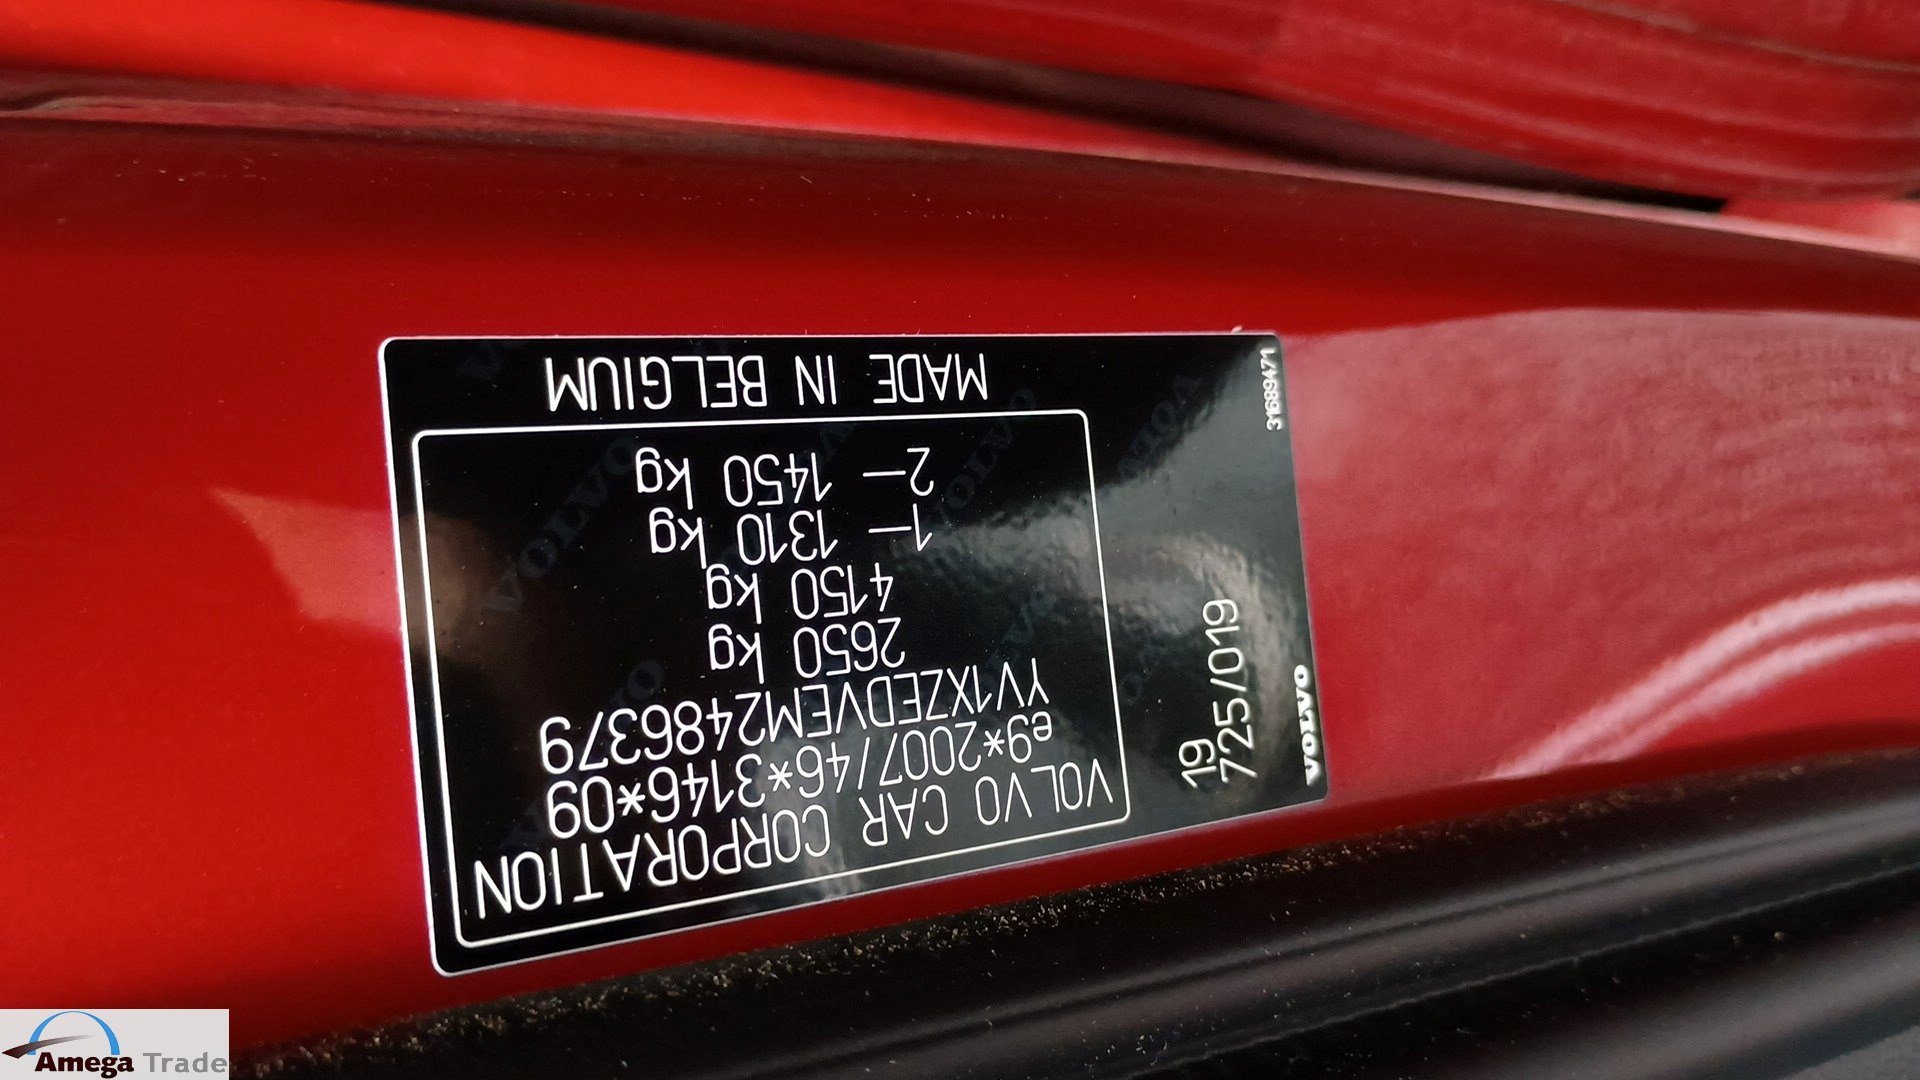 VOLVO CAR CORPORATION
e9*2007/46*3146*09
YV1XZEDVEM2486379
2650 kg
4150 kg
1— 1310 kg
2— 1450 kg
MADE IN BELGIUM
19
725/019
VOLVO
31689471
Amega Trade